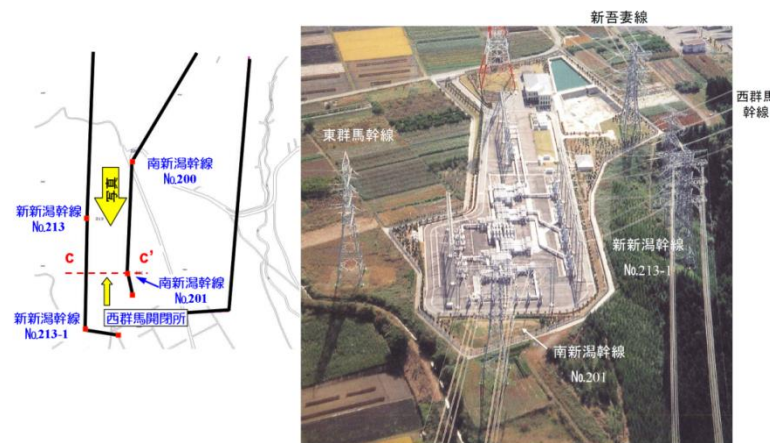 南新潟幹線
No.200
写真
新新潟幹線
No.213
C
C'
南新潟幹線
No.201
西群馬開閉所
新新潟幹線
No.213-1
新吾妻線
西群馬
幹線
東群馬幹線
新新潟幹線
No.213-1
南新潟幹線
No.201